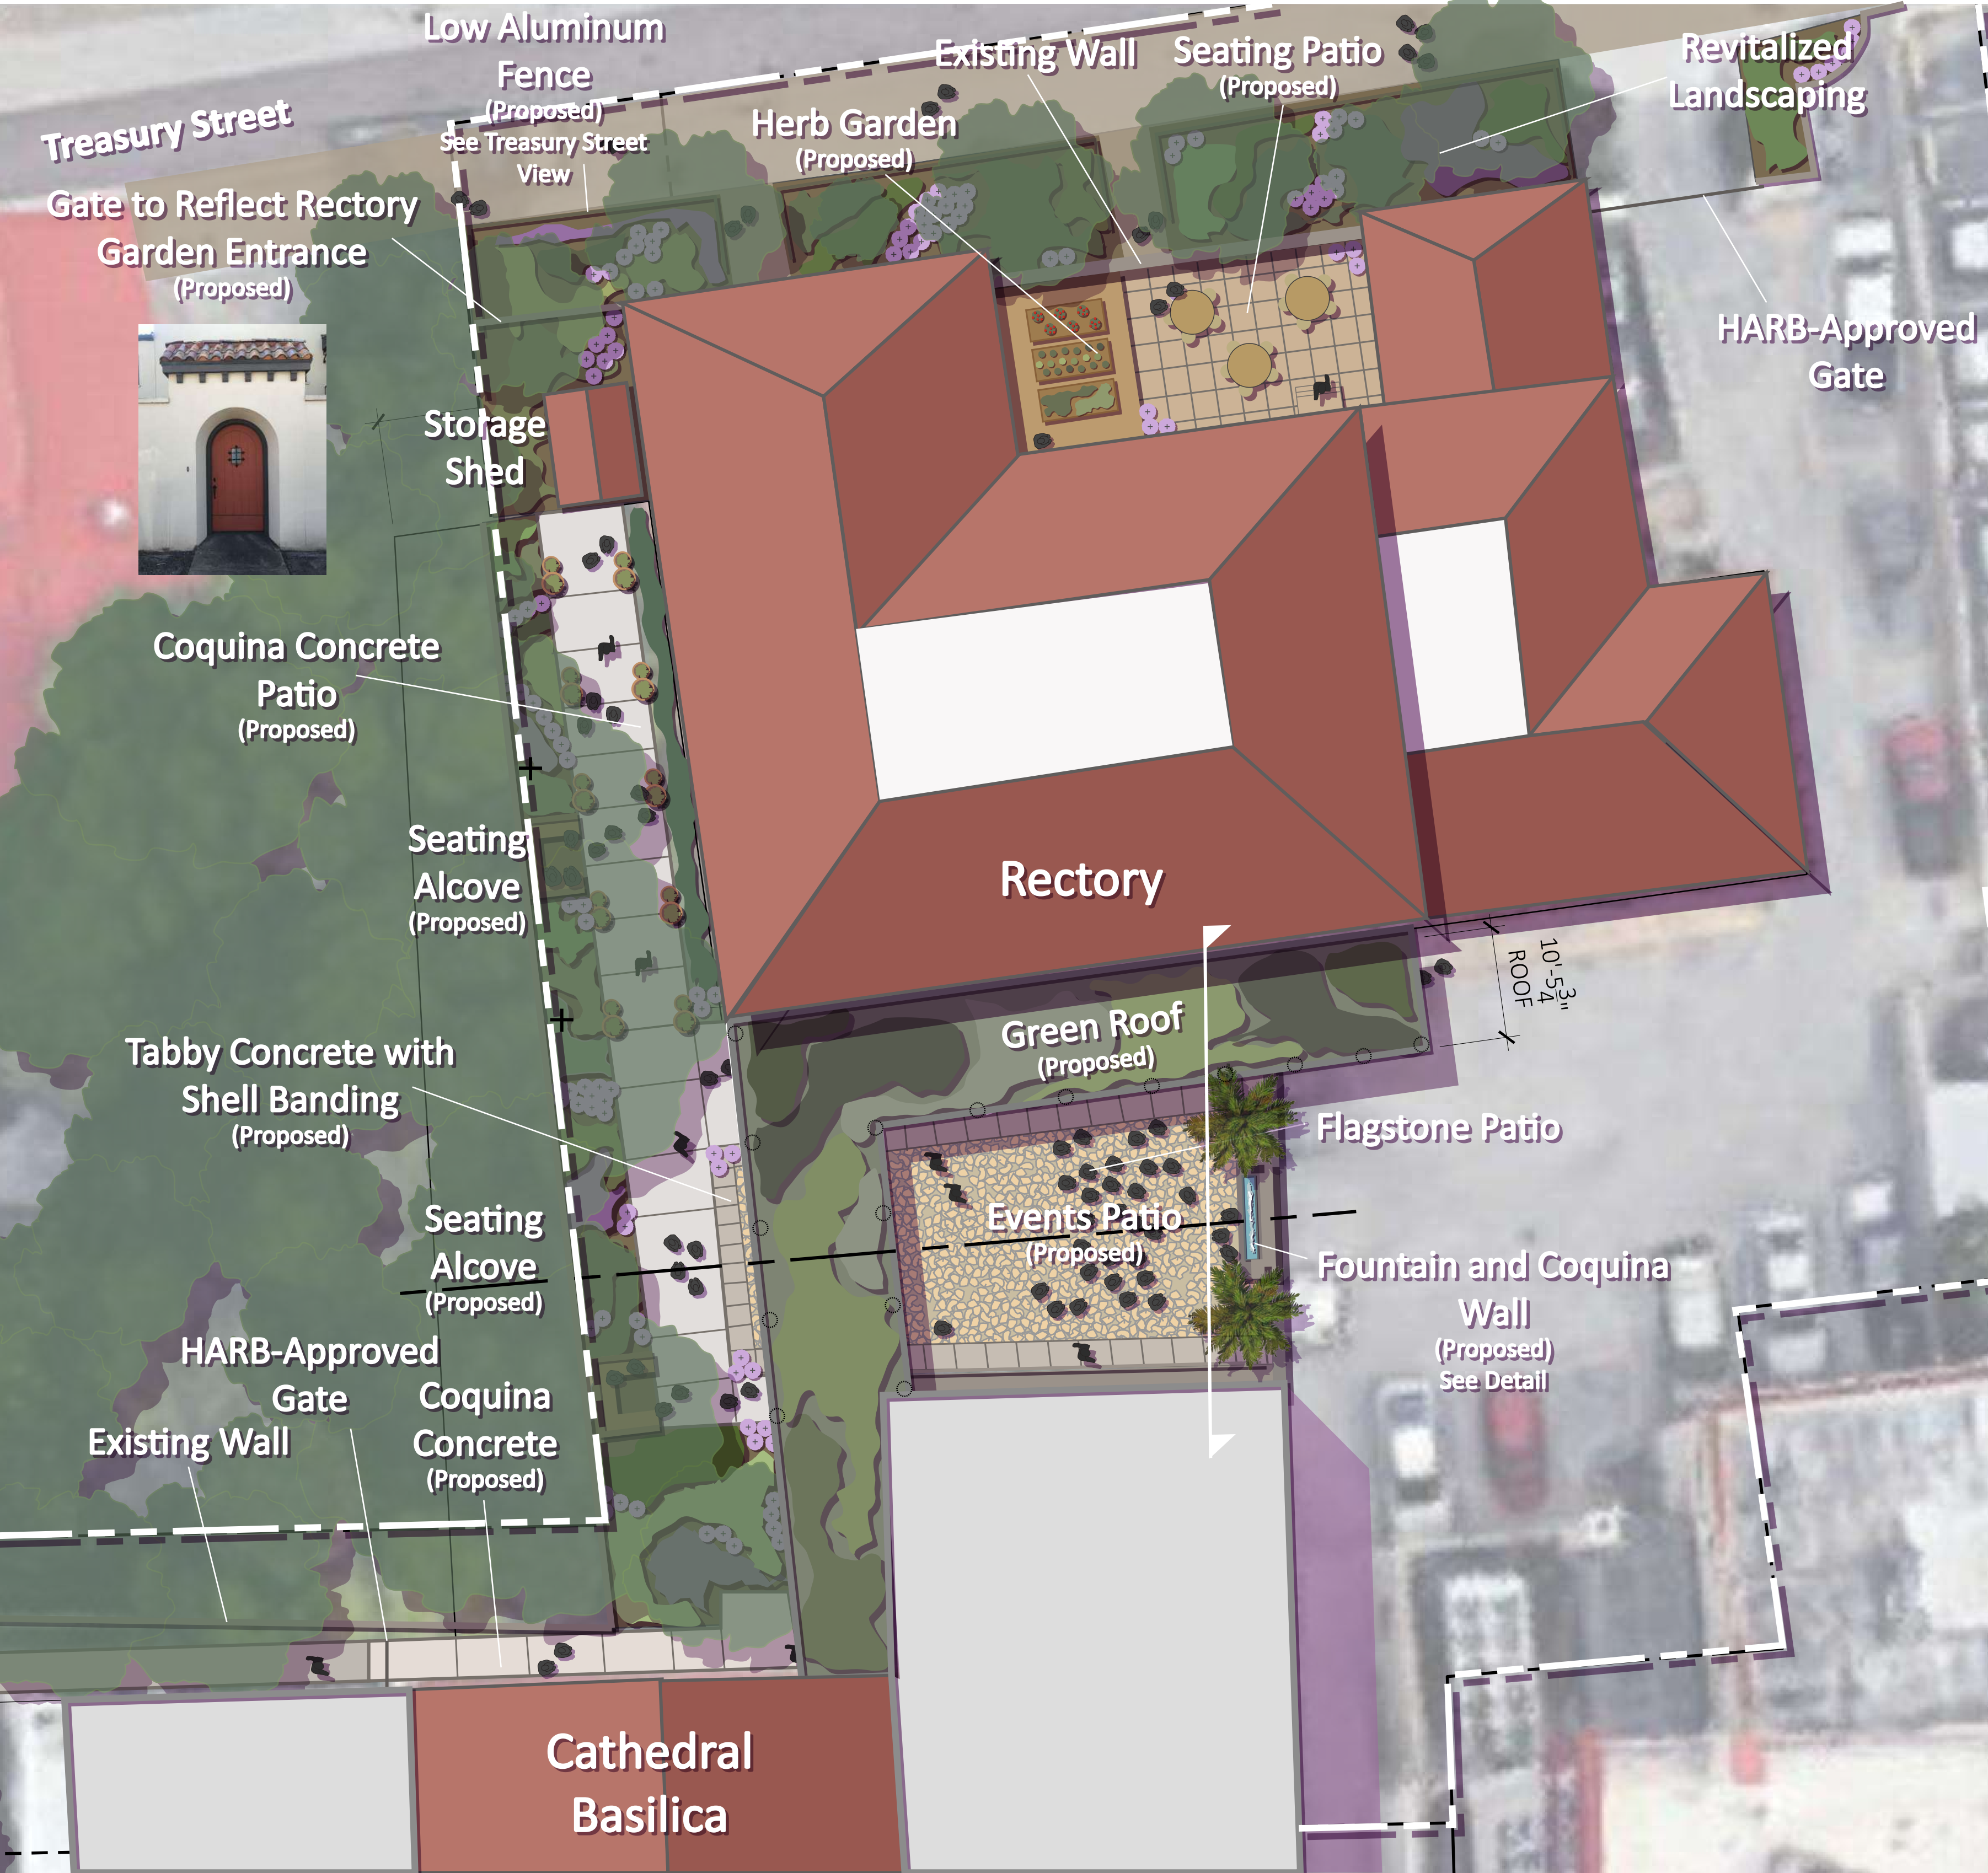 Low Aluminum
Fence
(Proposed)
See Treasury Street
View
Existing Wall
Seating Patio
(Proposed)
Revitalized
Landscaping
Treasury Street
Herb Garden
(Proposed)
Gate to Reflect Rectory
Garden Entrance
(Proposed)
HARB-Approved
Gate
Storage
Shed
Coquina Concrete
Patio
(Proposed)
Seating
Alcove
(Proposed)
Rectory
10'-5 3/4"
ROOF
Green Roof
(Proposed)
Tabby Concrete with
Shell Banding
(Proposed)
Flagstone Patio
Events Patio
(Proposed)
Seating
Alcove
(Proposed)
Fountain and Coquina
Wall
(Proposed)
See Detail
HARB-Approved
Gate
Coquina
Concrete
(Proposed)
Existing Wall
Cathedral
Basilica